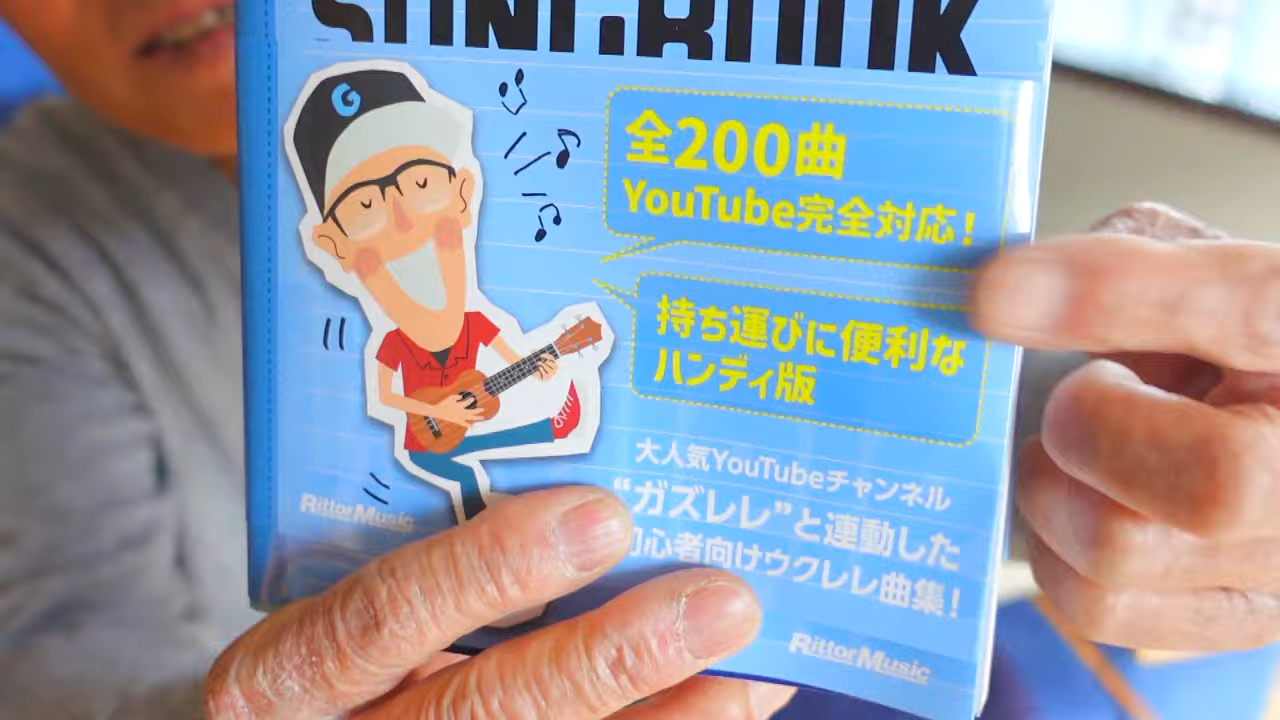 SONGBOOK
G
全200曲
YouTube完全対応!
持ち運びに便利な
ハンディ版
大人気YouTubeチャンネル
“ガズレレ”と連動した
初心者向けウクレレ曲集!
RittorMusic
RittorMusic